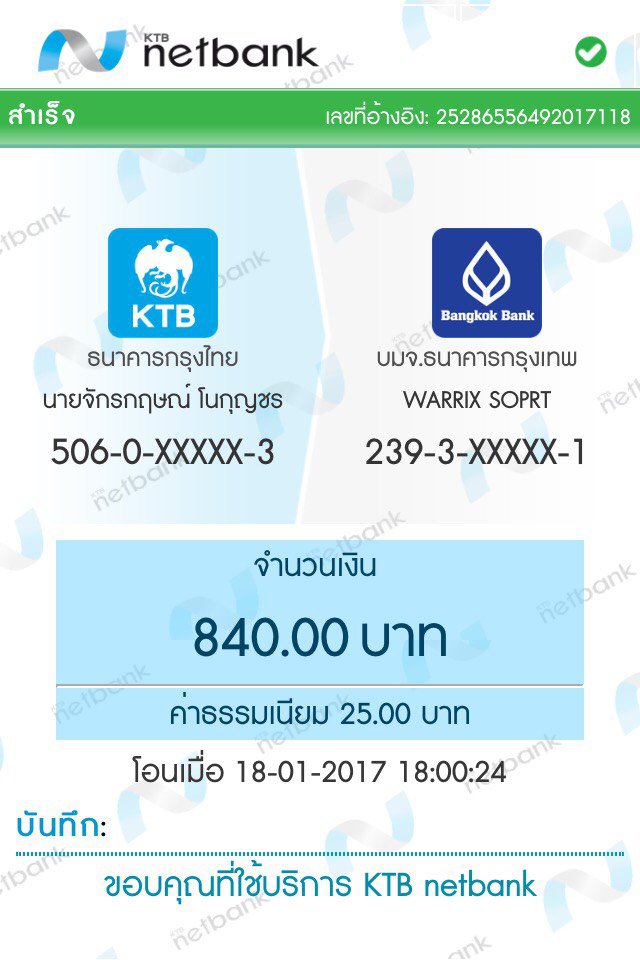 KTB
netbank
สำเร็จ
เลขที่อ้างอิง: 25286556492017118
KTB
Bangkok Bank
ธนาคารกรุงไทย
บมจ.ธนาคารกรุงเทพ
นายจักรกฤษณ์ โนกุญชร
WARRIX SOPRT
506-0-XXXXX-3
239-3-XXXXX-1
จำนวนเงิน
840.00 บาท
ค่าธรรมเนียม 25.00 บาท
โอนเมื่อ 18-01-2017 18:00:24
บันทึก:
ขอบคุณที่ใช้บริการ KTB netbank